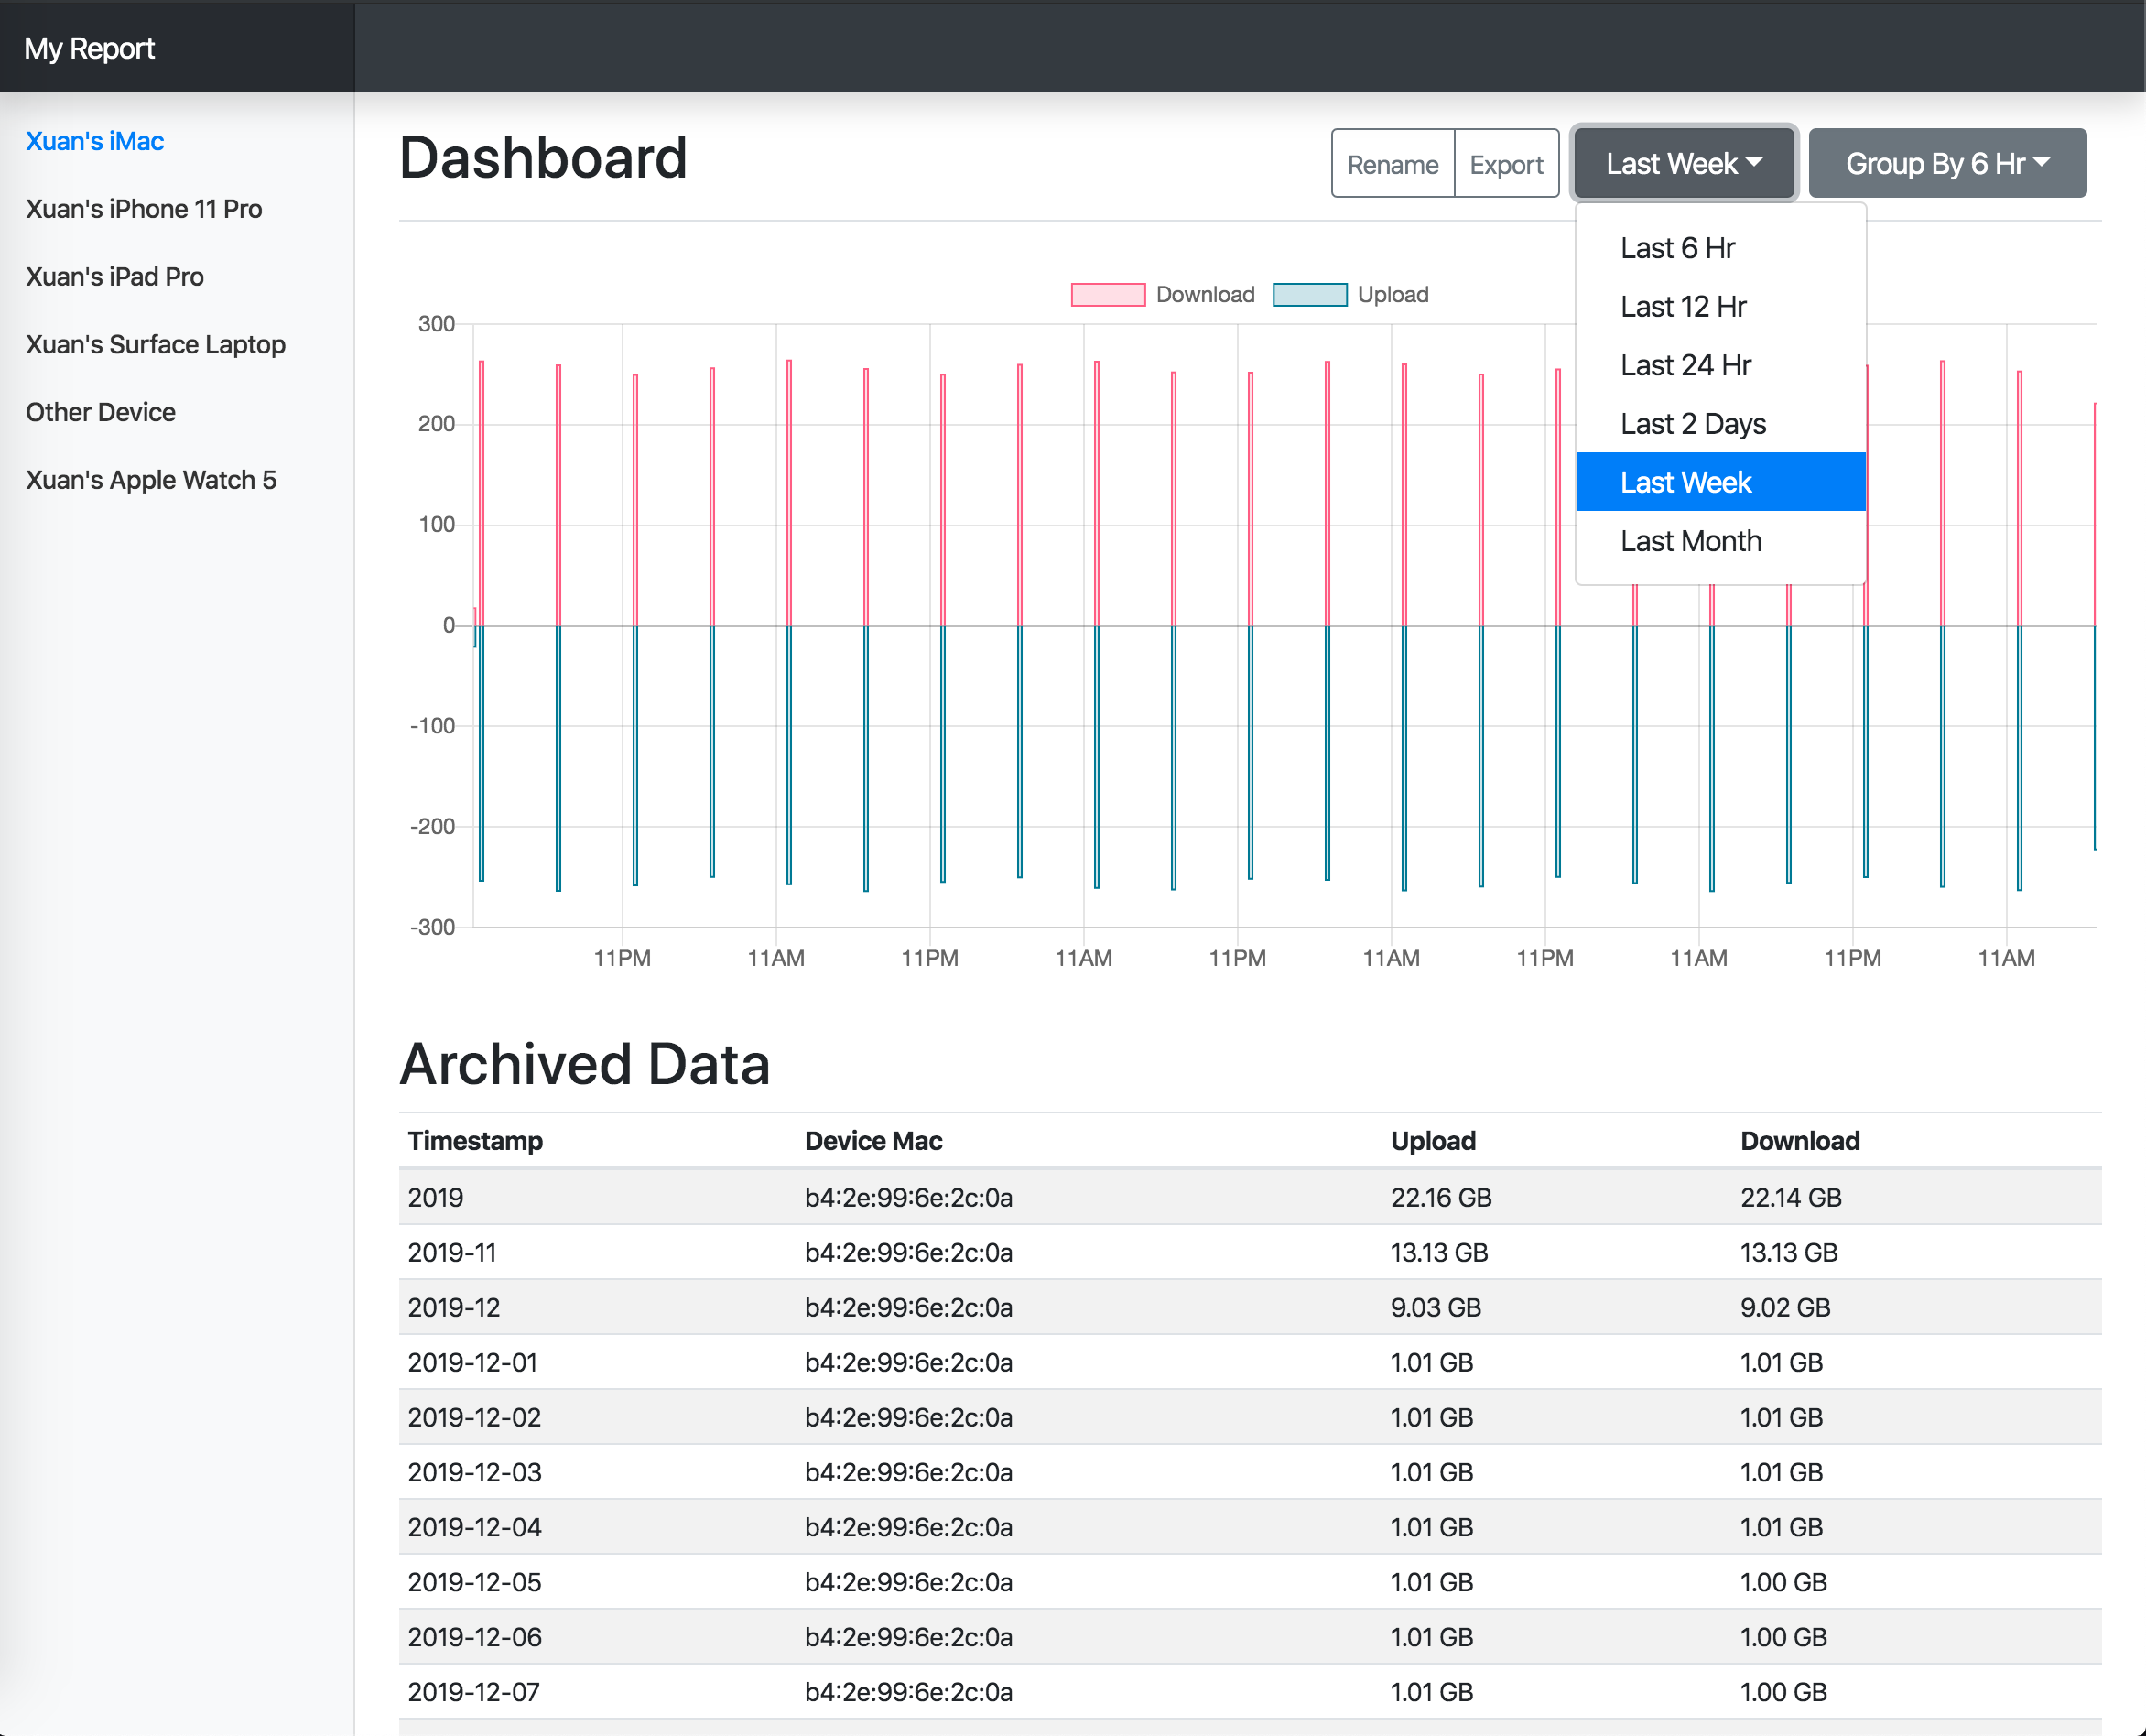 My Report
Xuan's iMac
Xuan's iPhone 11 Pro
Xuan's iPad Pro
Xuan's Surface Laptop
Other Device
Xuan's Apple Watch 5
Dashboard
Rename Export Last Week Group By 6 Hr
Last 6 Hr
Last 12 Hr
Last 24 Hr
Last 2 Days
Last Week
Last Month
Download Upload
300
200
100
0
-100
-200
-300
11PM 11AM 11PM 11AM 11PM 11AM 11PM 11AM 11PM 11AM
Archived Data
Timestamp Device Mac Upload Download
2019 b4:2e:99:6e:2c:0a 22.16 GB 22.14 GB
2019-11 b4:2e:99:6e:2c:0a 13.13 GB 13.13 GB
2019-12 b4:2e:99:6e:2c:0a 9.03 GB 9.02 GB
2019-12-01 b4:2e:99:6e:2c:0a 1.01 GB 1.01 GB
2019-12-02 b4:2e:99:6e:2c:0a 1.01 GB 1.01 GB
2019-12-03 b4:2e:99:6e:2c:0a 1.01 GB 1.01 GB
2019-12-04 b4:2e:99:6e:2c:0a 1.01 GB 1.01 GB
2019-12-05 b4:2e:99:6e:2c:0a 1.01 GB 1.00 GB
2019-12-06 b4:2e:99:6e:2c:0a 1.01 GB 1.00 GB
2019-12-07 b4:2e:99:6e:2c:0a 1.01 GB 1.00 GB